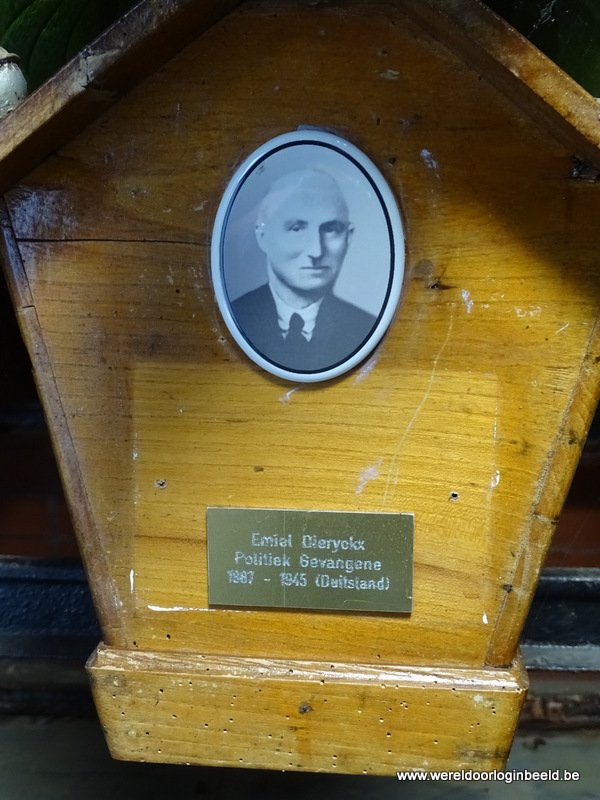 Emiel Dieryckx
Politiek Gevangene
1887 - 1945 (Duitsland)
www.wereldoorloginbeeld.be